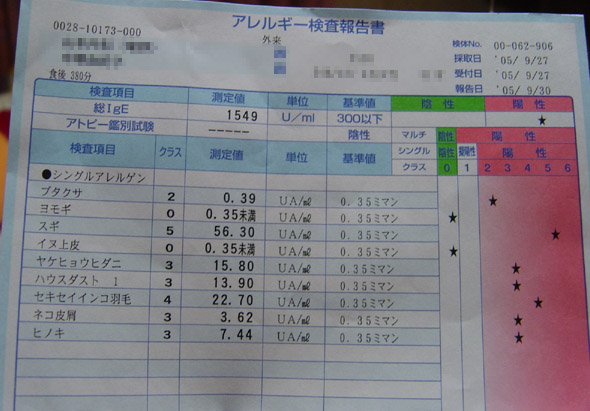 アレルギー検査報告書
0028-10173-000
外来
検体No. 00-062-906
採取日 '05/ 9/27
受付日 '05/ 9/27
報告日 '05/ 9/30
食後 380分
検査項目 測定値 単位 基準値 陰性 陽性
総IgE 1549 U/ml 300以下 ★
アトピー鑑別試験 ----- 陰性 マルチ 陰性 陽性
検査項目 クラス 測定値 単位 基準値 シングル 陰性 疑陽性 陽性
クラス 0 1 2 3 4 5 6
●シングルアレルゲン
ブタクサ 2 0.39 UA/㎖ 0.35ミマン ★
ヨモギ 0 0.35未満 UA/㎖ 0.35ミマン ★
スギ 5 56.30 UA/㎖ 0.35ミマン ★
イヌ上皮 0 0.35未満 UA/㎖ 0.35ミマン ★
ヤケヒョウヒダニ 3 15.80 UA/㎖ 0.35ミマン ★
ハウスダスト 1 3 13.90 UA/㎖ 0.35ミマン ★
セキセイインコ羽毛 4 22.70 UA/㎖ 0.35ミマン ★
ネコ皮屑 3 3.62 UA/㎖ 0.35ミマン ★
ヒノキ 3 7.44 UA/㎖ 0.35ミマン ★